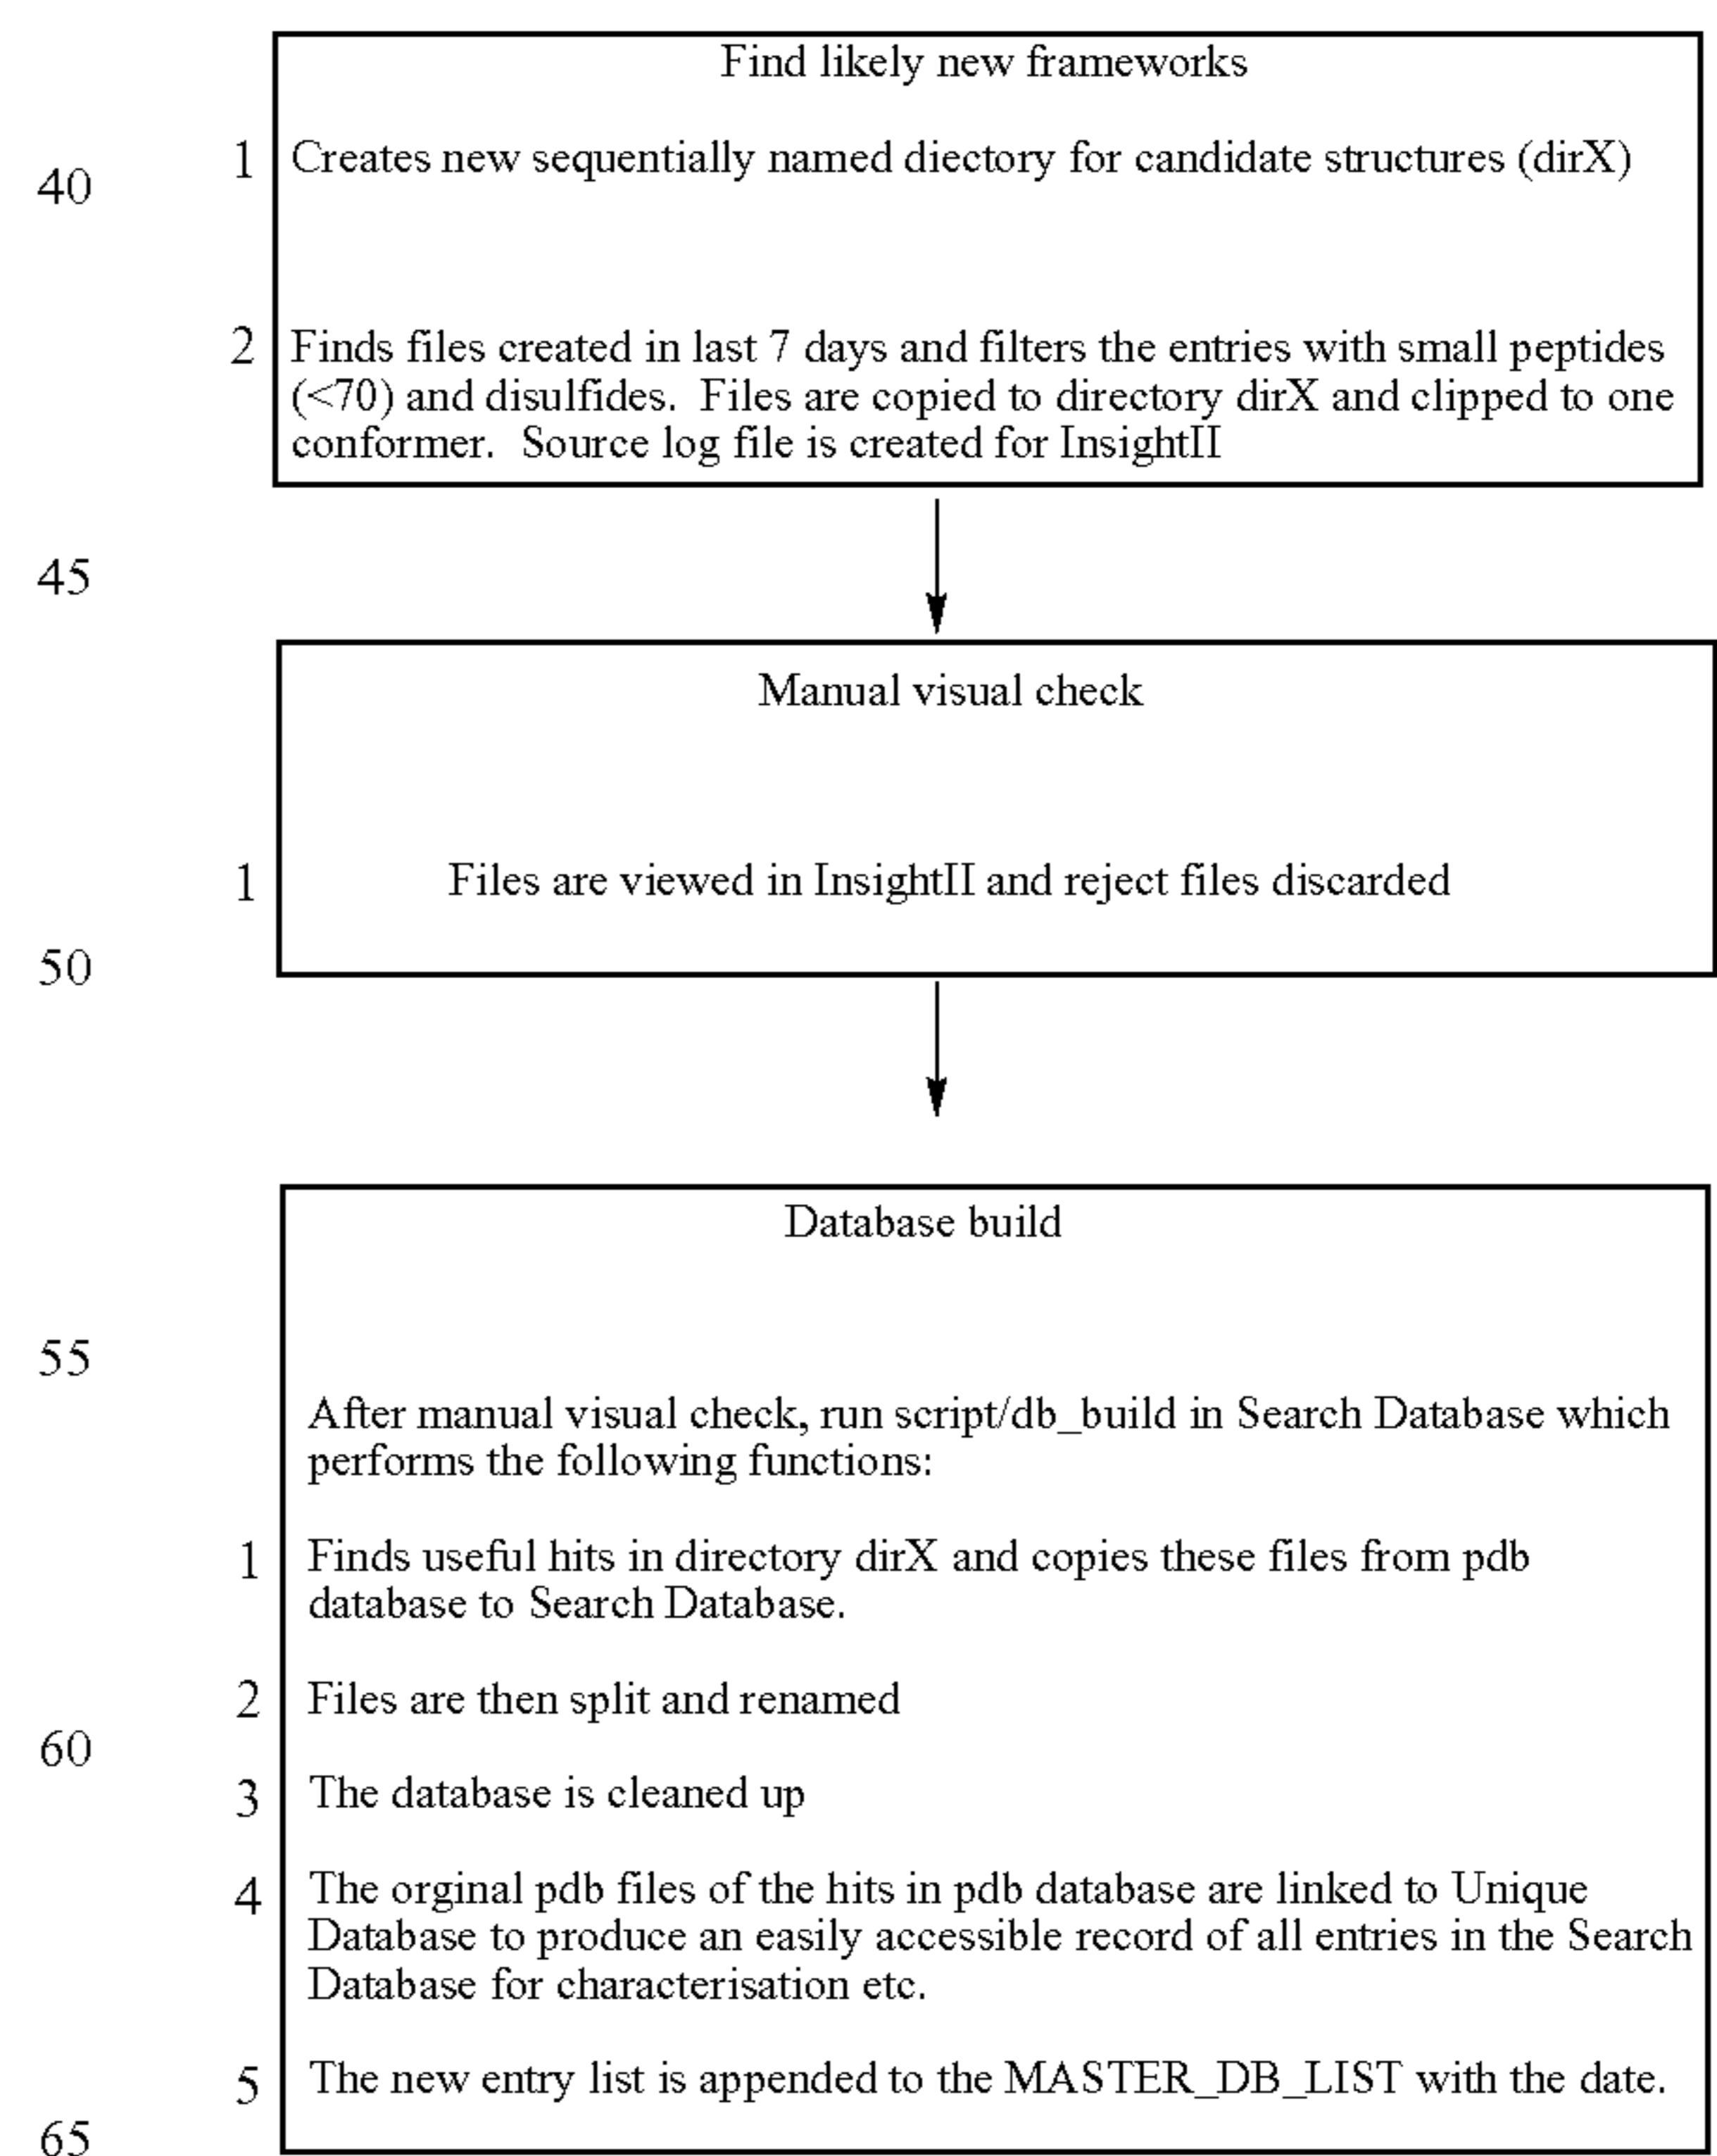 Find likely new frameworks
40
1 Creates new sequentially named diectory for candidate structures (dirX)
2 Finds files created in last 7 days and filters the entries with small peptides
(<70) and disulfides. Files are copied to directory dirX and clipped to one
conformer. Source log file is created for InsightII
45
Manual visual check
1 Files are viewed in InsightII and reject files discarded
50
Database build
55
After manual visual check, run script/db_build in Search Database which
performs the following functions:
1 Finds useful hits in directory dirX and copies these files from pdb
database to Search Database.
2 Files are then split and renamed
60
3 The database is cleaned up
4 The orginal pdb files of the hits in pdb database are linked to Unique
Database to produce an easily accessible record of all entries in the Search
Database for characterisation etc.
5 The new entry list is appended to the MASTER_DB_LIST with the date.
65